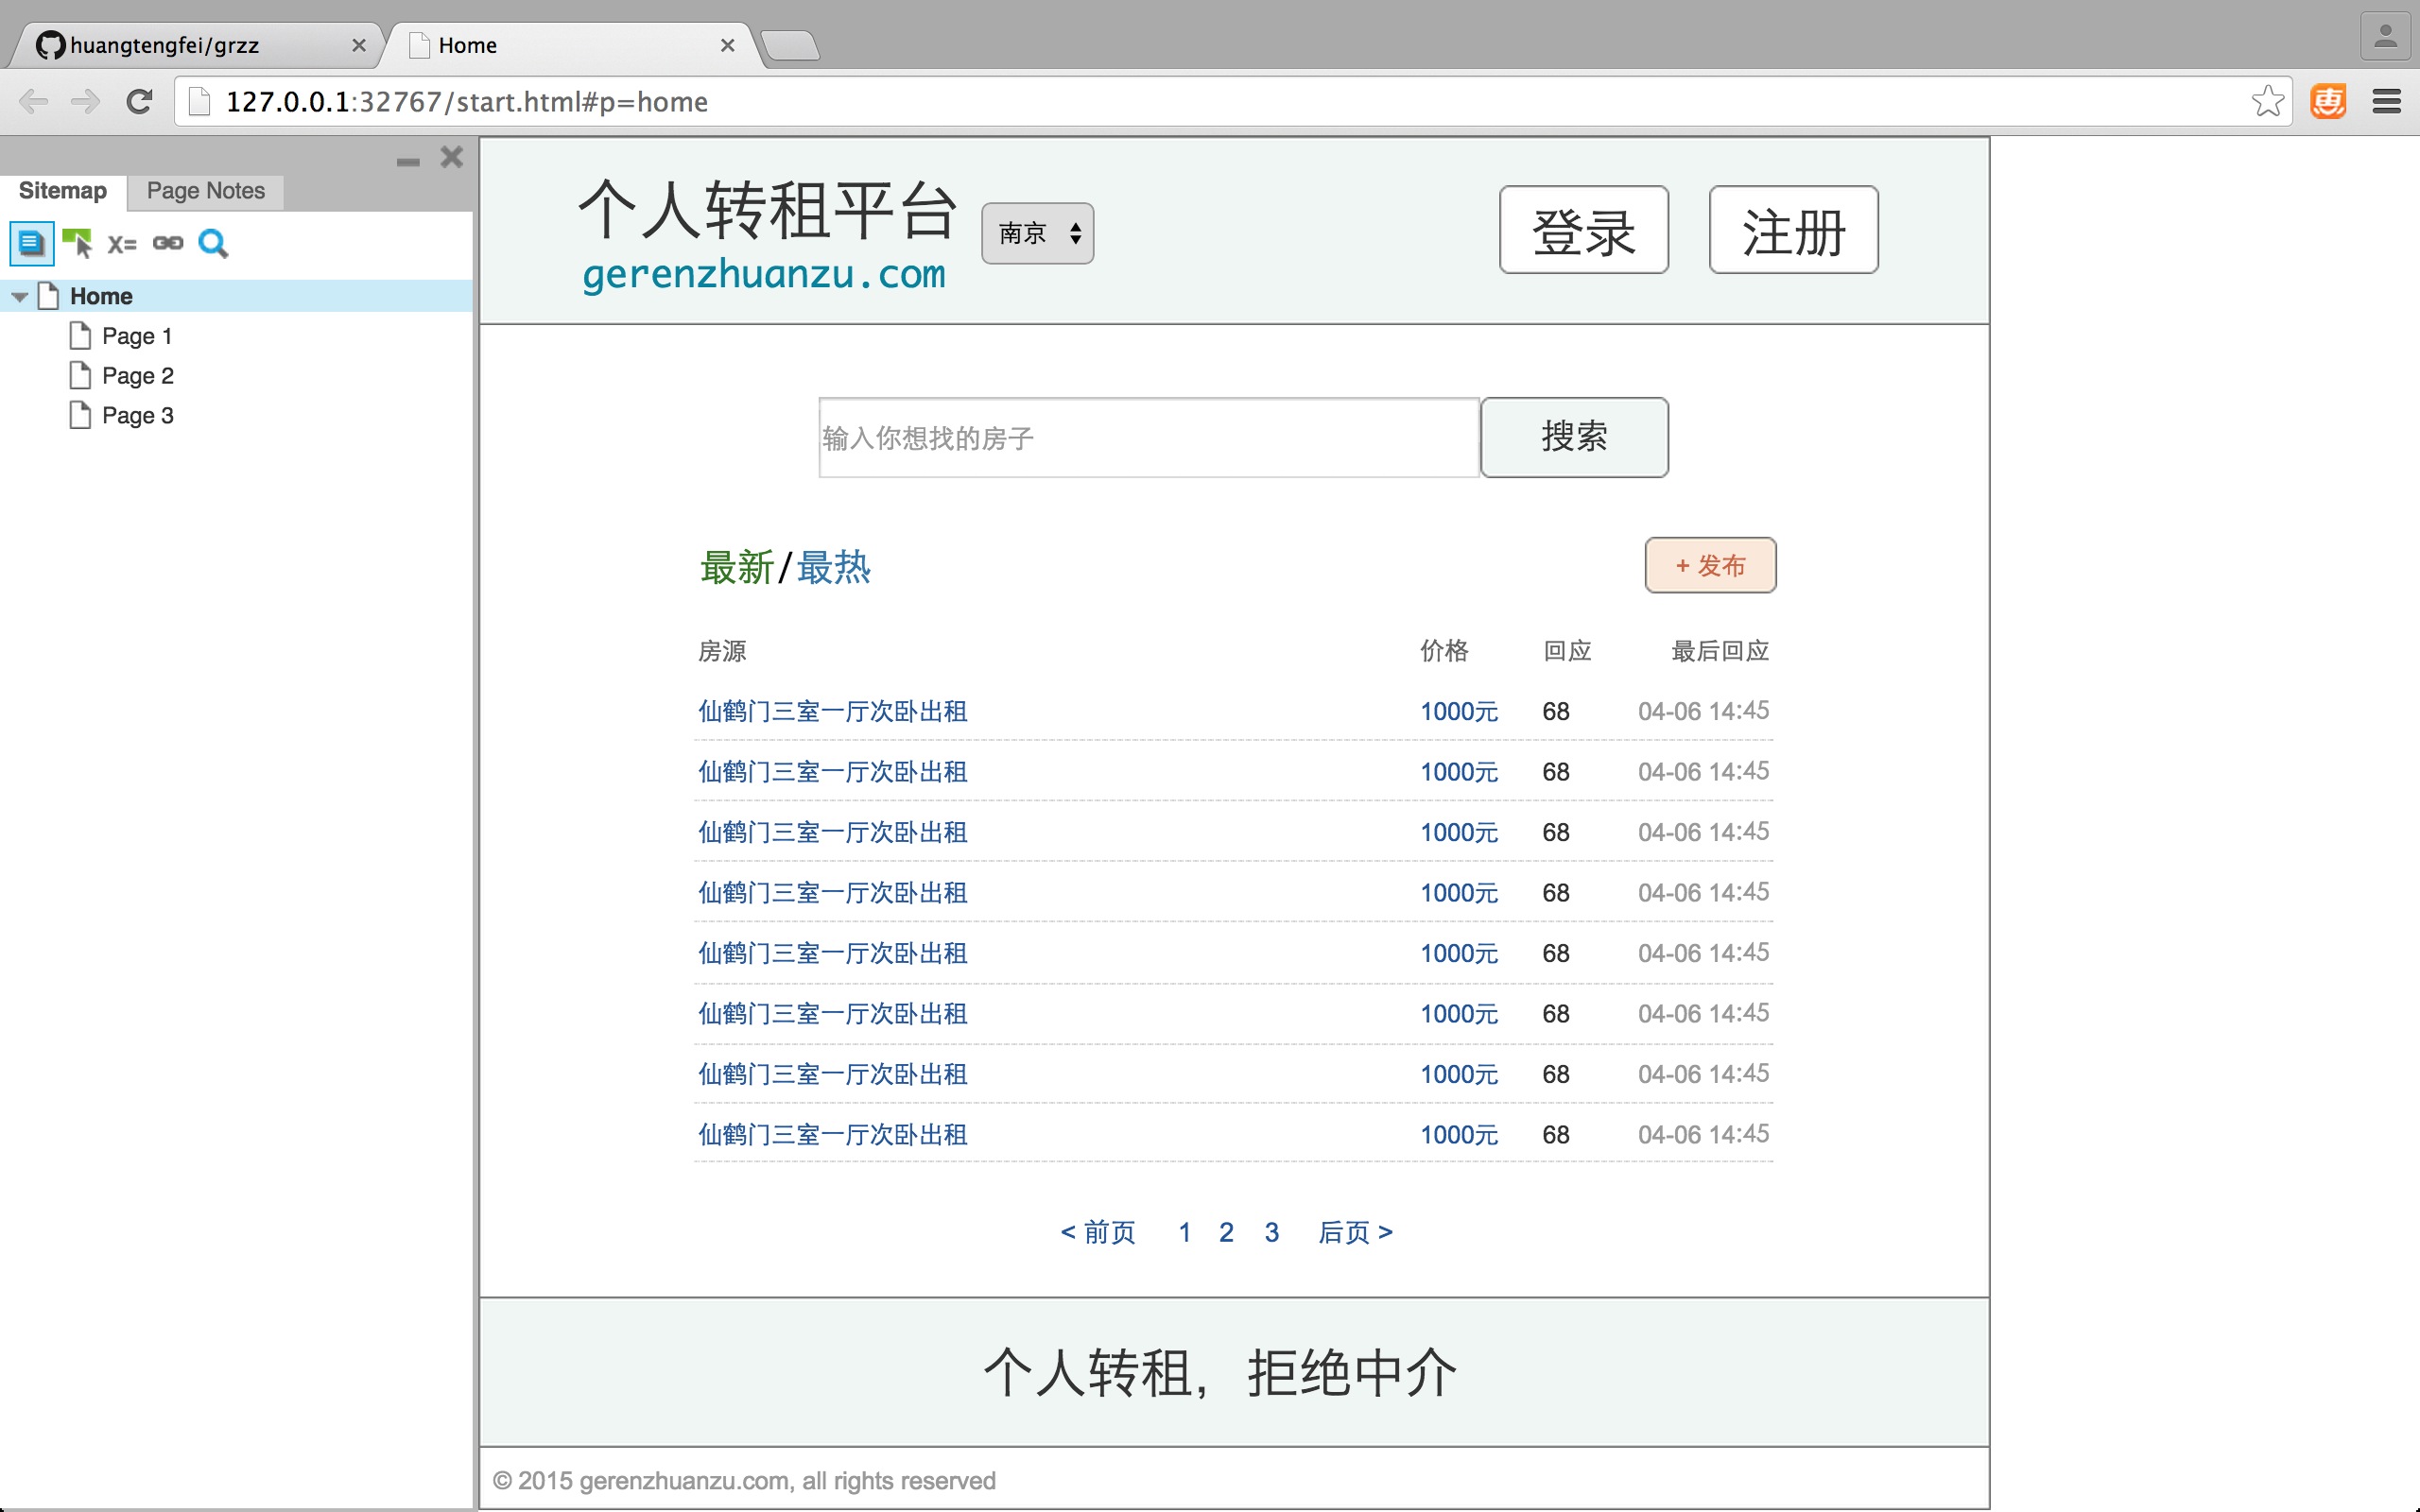 huangtengfei/grzz
Home
127.0.0.1:32767/start.html#p=home
惠
Sitemap
Page Notes
X=
Home
Page 1
Page 2
Page 3
个人转租平台
gerenzhuanzu.com
南京
登录
注册
输入你想找的房子
搜索
最新/最热
+ 发布
房源 价格 回应 最后回应
仙鹤门三室一厅次卧出租 1000元 68 04-06 14:45
仙鹤门三室一厅次卧出租 1000元 68 04-06 14:45
仙鹤门三室一厅次卧出租 1000元 68 04-06 14:45
仙鹤门三室一厅次卧出租 1000元 68 04-06 14:45
仙鹤门三室一厅次卧出租 1000元 68 04-06 14:45
仙鹤门三室一厅次卧出租 1000元 68 04-06 14:45
仙鹤门三室一厅次卧出租 1000元 68 04-06 14:45
仙鹤门三室一厅次卧出租 1000元 68 04-06 14:45
< 前页 1 2 3 后页 >
个人转租，拒绝中介
© 2015 gerenzhuanzu.com, all rights reserved